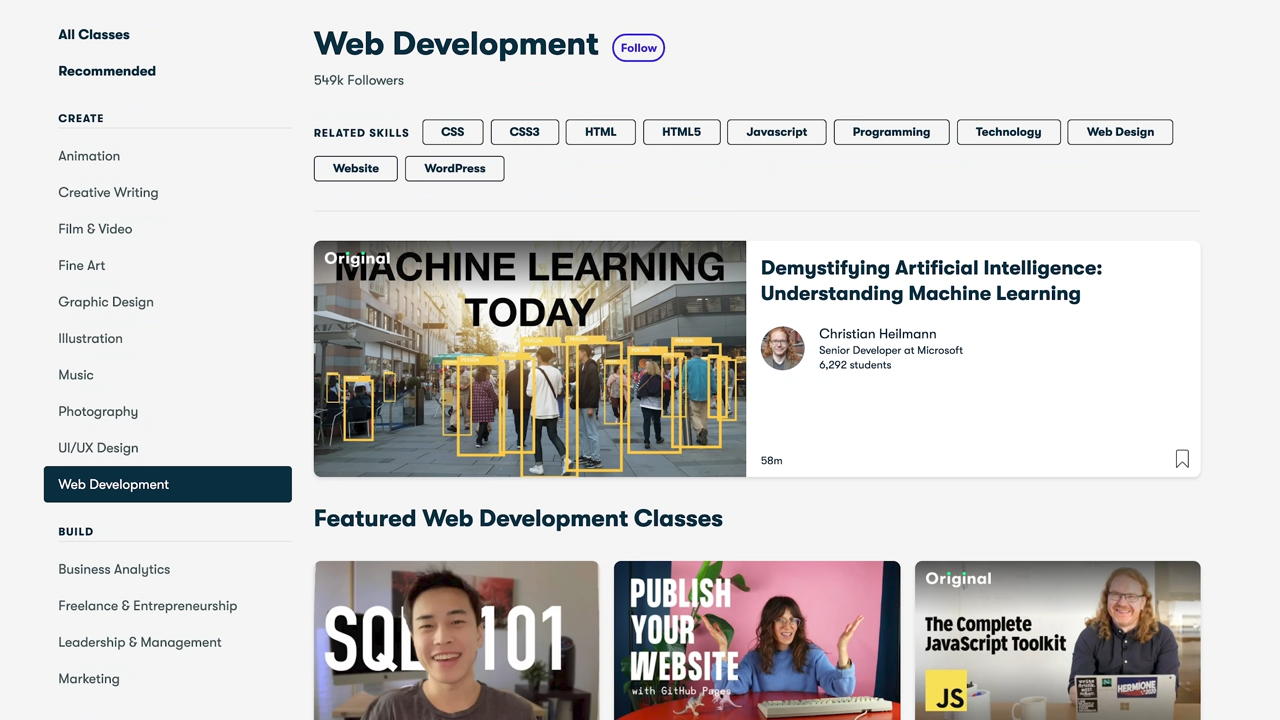 All Classes
Recommended
CREATE
Animation
Creative Writing
Film & Video
Fine Art
Graphic Design
Illustration
Music
Photography
UI/UX Design
Web Development
BUILD
Business Analytics
Freelance & Entrepreneurship
Leadership & Management
Marketing
Web Development Follow
549k Followers
RELATED SKILLS CSS CSS3 HTML HTML5 Javascript Programming Technology Web Design
Website WordPress
Original
MACHINE LEARNING
TODAY
Demystifying Artificial Intelligence:
Understanding Machine Learning
Christian Heilmann
Senior Developer at Microsoft
6,292 students
58m
Featured Web Development Classes
SQL 101
PUBLISH
YOUR
WEBSITE
with GitHub Pages
Original
The Complete
JavaScript Toolkit
JS
HERMIONE